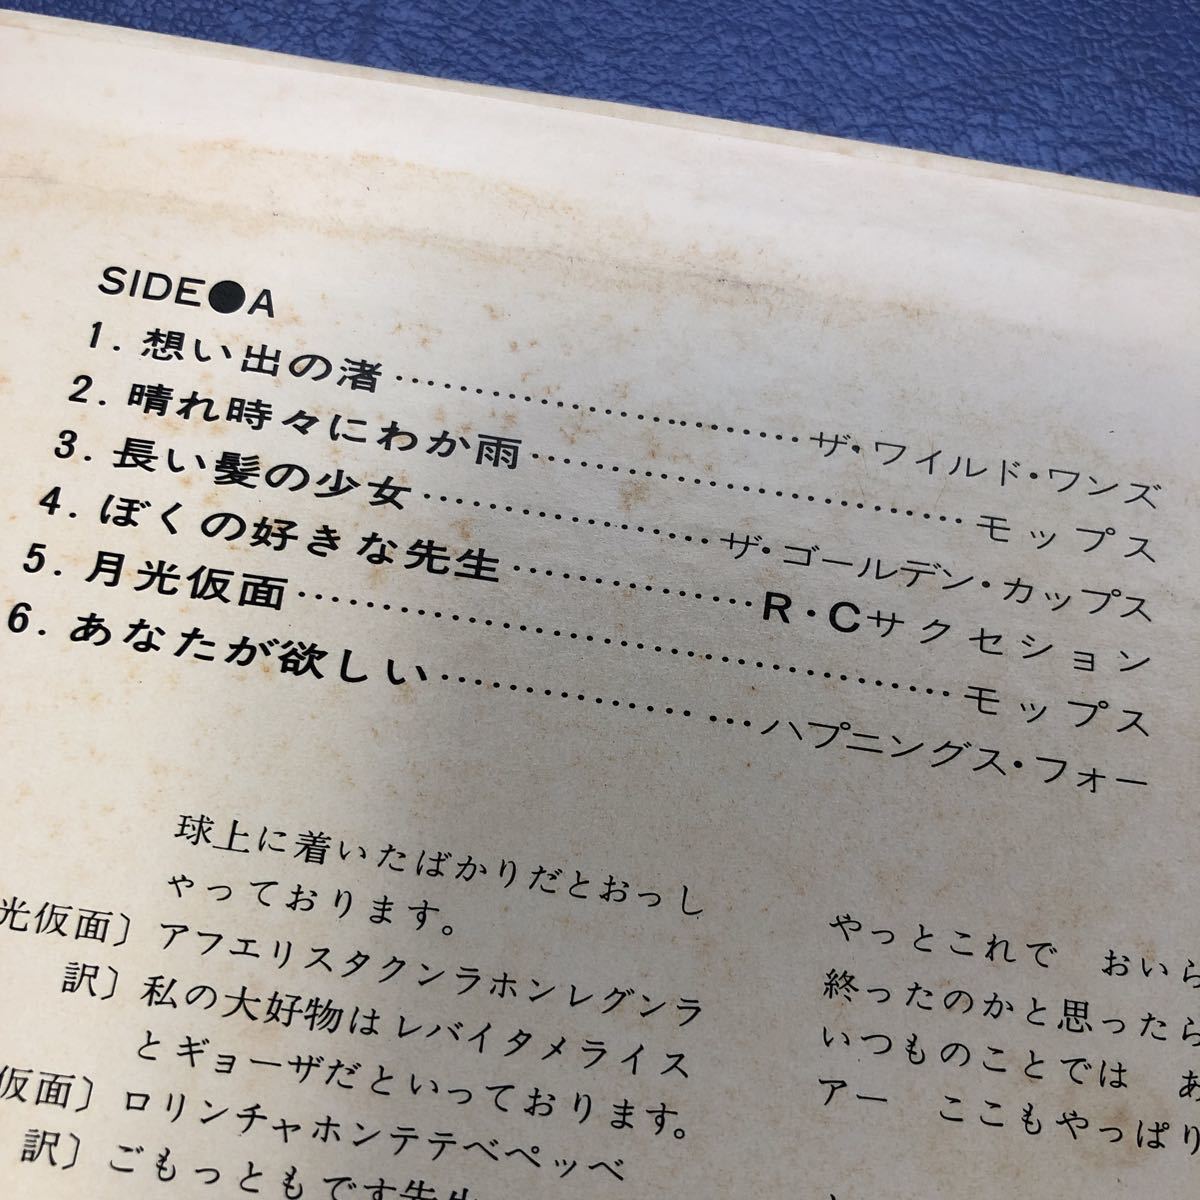 SIDE●A
1. 想い出の渚………………………ザ・ワイルド・ワンズ
2. 晴れ時々にわか雨………………………モップス
3. 長い髪の少女………………………ザ・ゴールデン・カップス
4. ぼくの好きな先生………………………R・Cサクセション
5. 月光仮面………………………モップス
6. あなたが欲しい………………………ハプニングス・フォー
球上に着いたばかりだとおっし
ゃっております。
光仮面〕アフエリスタクンラホンレグンラ
訳〕私の大好物はレバイタメライス
とギョーザだといっております。
仮面〕ロリンチャホンテテベペッベ
訳〕ごもっともです先生
やっとこれで おいら
終ったのかと思ったら
いつものことでは あ
アー ここもやっぱり